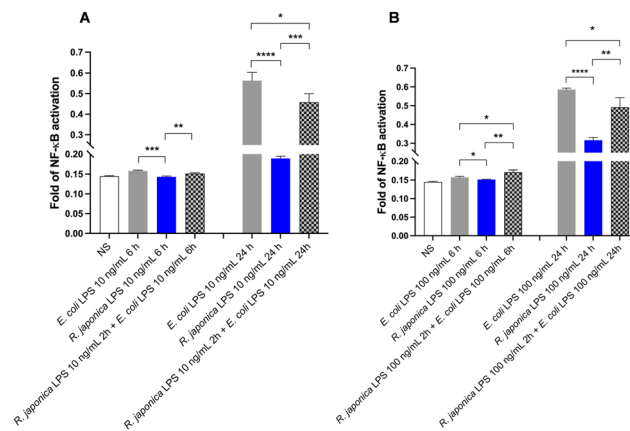 A
B
*
***
****
0.7
0.6
0.5
0.4
0.3
0.20
0.15
0.10
0.05
0.00
Fold of NF-κB activation
***
**
NS
E. coli LPS 10 ng/mL 6 h
R. japonica LPS 10 ng/mL 6 h
R. japonica LPS 10 ng/mL 2h + E. coli LPS 10 ng/mL 6h
E. coli LPS 10 ng/mL 24 h
R. japonica LPS 10 ng/mL 24 h
R. japonica LPS 10 ng/mL 2h + E. coli LPS 10 ng/mL 24h
*
**
****
0.7
0.6
0.5
0.4
0.3
0.20
0.15
0.10
0.05
0.00
Fold of NF-κB activation
*
**
*
NS
E. coli LPS 100 ng/mL 6 h
R. japonica LPS 100 ng/mL 6 h
R. japonica LPS 100 ng/mL 2h + E. coli LPS 100 ng/mL 6h
E. coli LPS 100 ng/mL 24 h
R. japonica LPS 100 ng/mL 24 h
R. japonica LPS 100 ng/mL 2h + E. coli LPS 100 ng/mL 24h